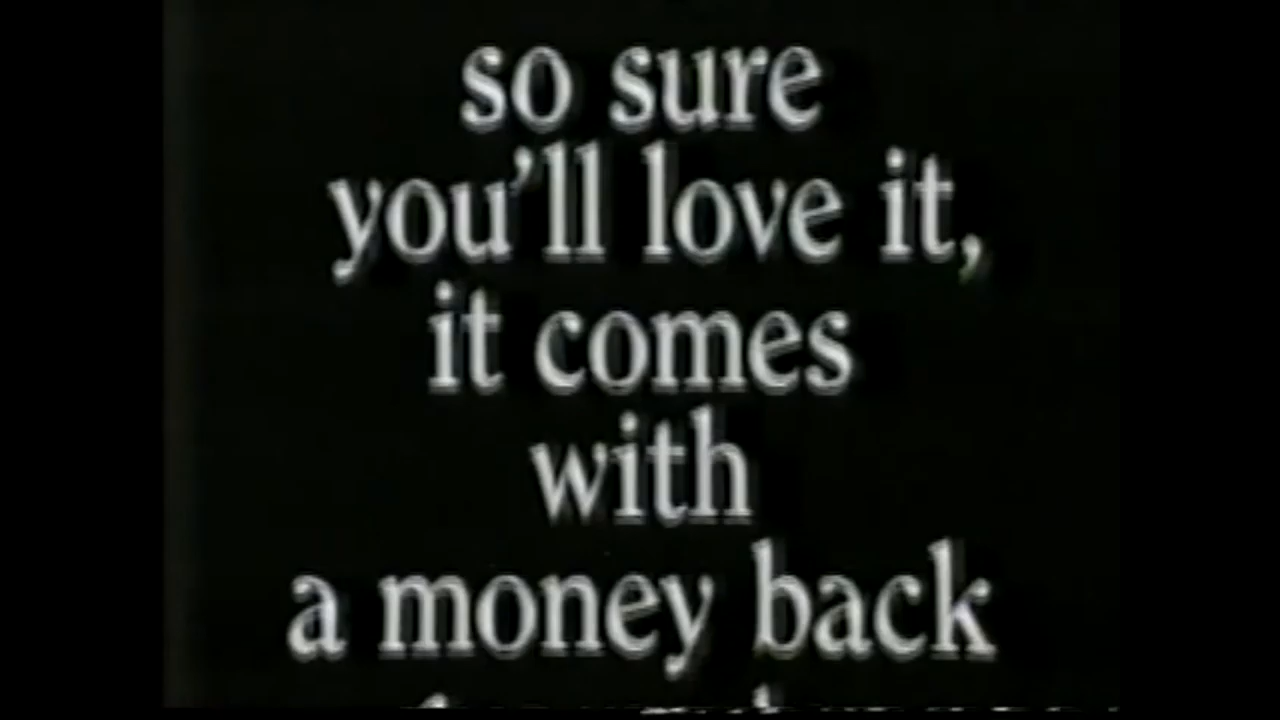 so sure
you'll love it,
it comes
with
a money back